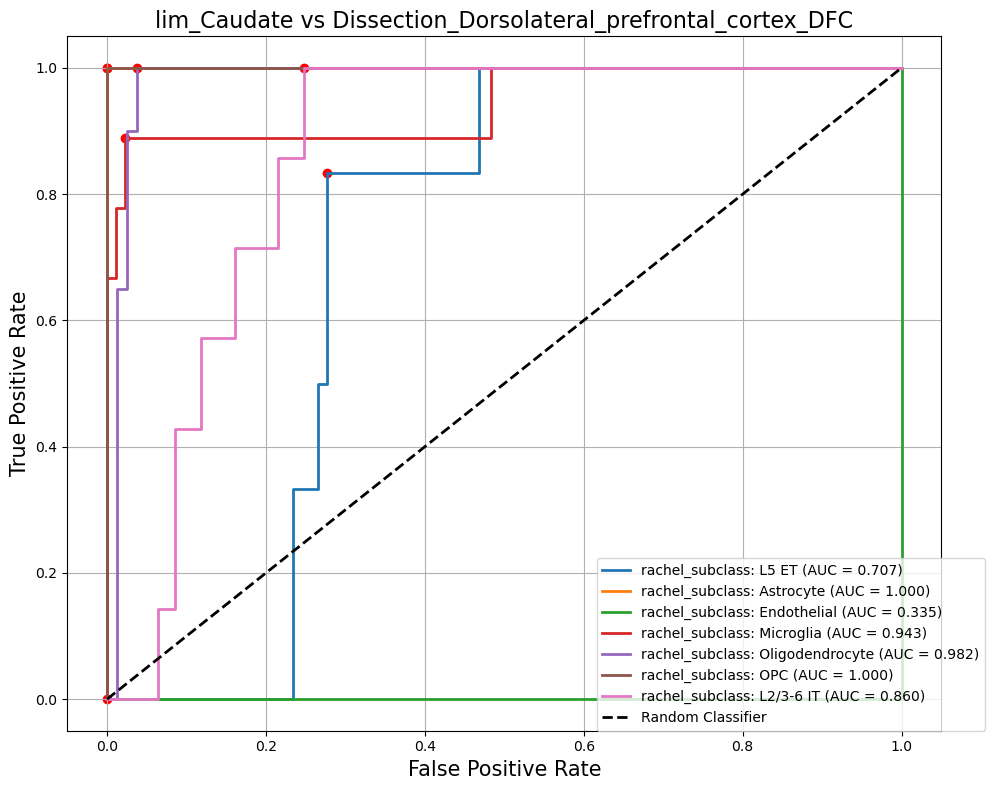 lim_Caudate vs Dissection_Dorsolateral_prefrontal_cortex_DFC
True Positive Rate
1.0
0.8
0.6
0.4
0.2
0.0
rachel_subclass: L5 ET (AUC = 0.707)
rachel_subclass: Astrocyte (AUC = 1.000)
rachel_subclass: Endothelial (AUC = 0.335)
rachel_subclass: Microglia (AUC = 0.943)
rachel_subclass: Oligodendrocyte (AUC = 0.982)
rachel_subclass: OPC (AUC = 1.000)
rachel_subclass: L2/3-6 IT (AUC = 0.860)
Random Classifier
0.0 0.2 0.4 0.6 0.8 1.0
False Positive Rate